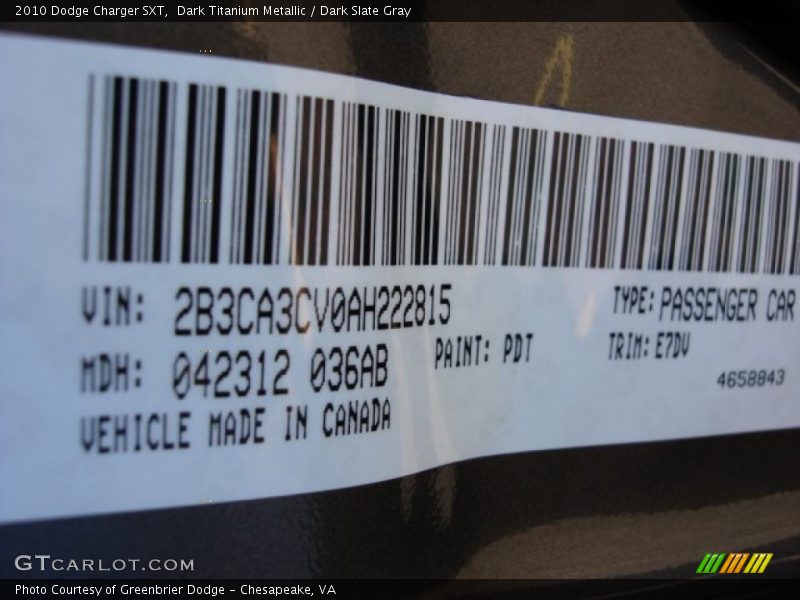 2010 Dodge Charger SXT,  Dark Titanium Metallic / Dark Slate Gray
VIN: 2B3CA3CV0AH222815 TYPE: PASSENGER CAR
MDH: 042312 036AB PAINT: PDT TRIM: E7DV
4658843
VEHICLE MADE IN CANADA
GTCARLOT.COM
Photo Courtesy of Greenbrier Dodge - Chesapeake, VA